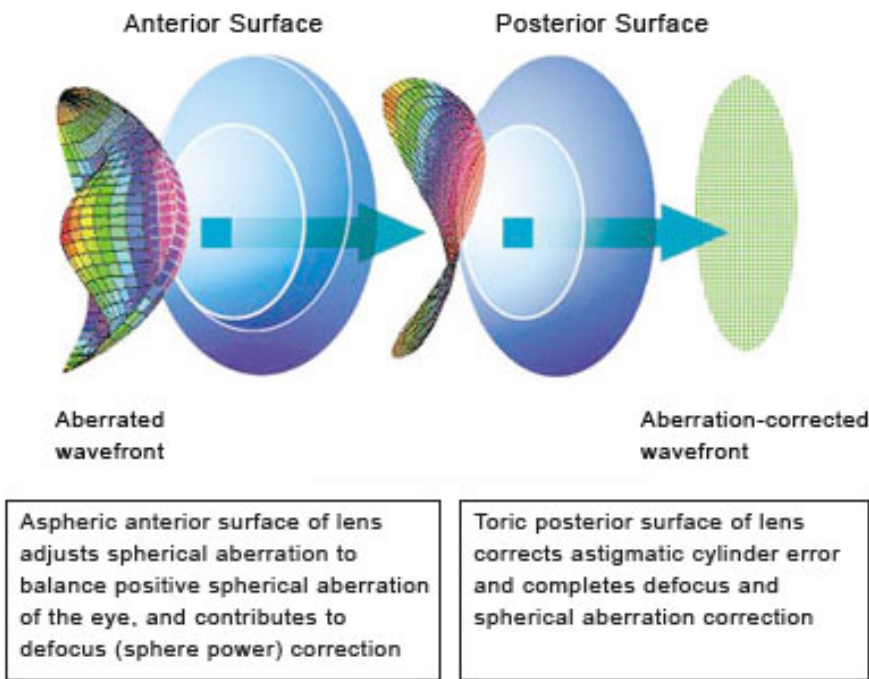 Anterior Surface
Posterior Surface
Aberrated
wavefront
Aberration-corrected
wavefront
Aspheric anterior surface of lens
adjusts spherical aberration to
balance positive spherical aberration
of the eye, and contributes to
defocus (sphere power) correction
Toric posterior surface of lens
corrects astigmatic cylinder error
and completes defocus and
spherical aberration correction